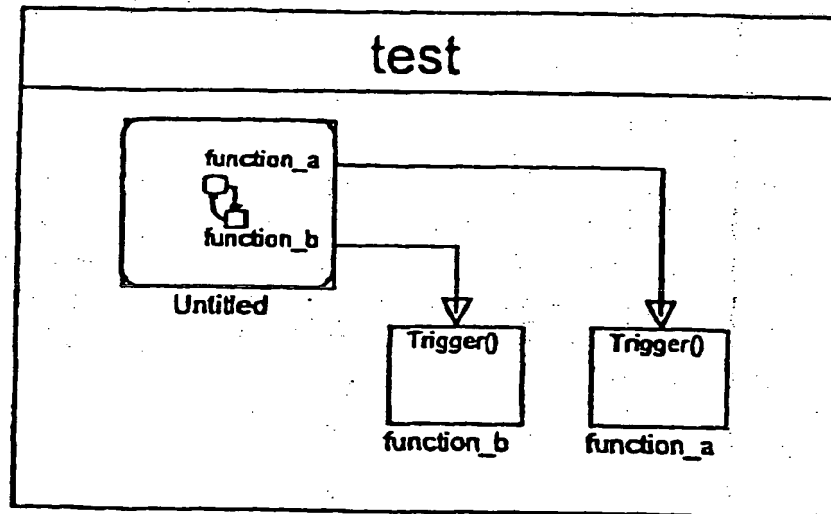 test
function_a
function_b
Untitled
Trigger()
Trigger()
function_b
function_a